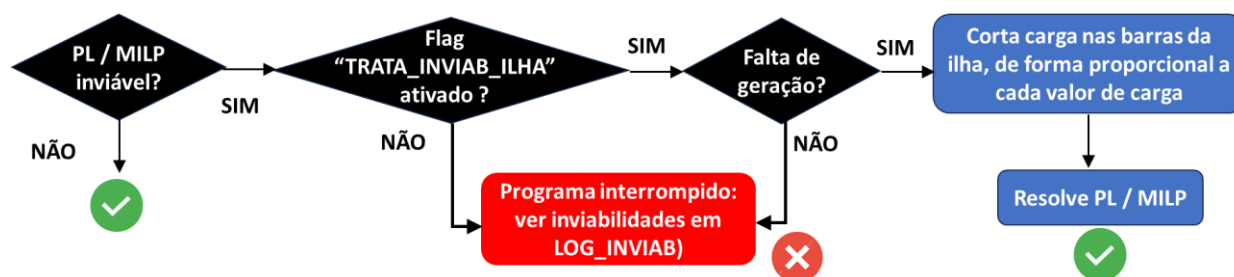 PL / MILP
inviável?
SIM
NÃO
Flag
“TRATA_INVIAB_ILHA”
ativado ?
SIM
NÃO
Falta de
geração?
SIM
NÃO
Corta carga nas barras da
ilha, de forma proporcional a
cada valor de carga
Programa interrompido:
ver inviabilidades em
LOG_INVIAB)
Resolve PL / MILP